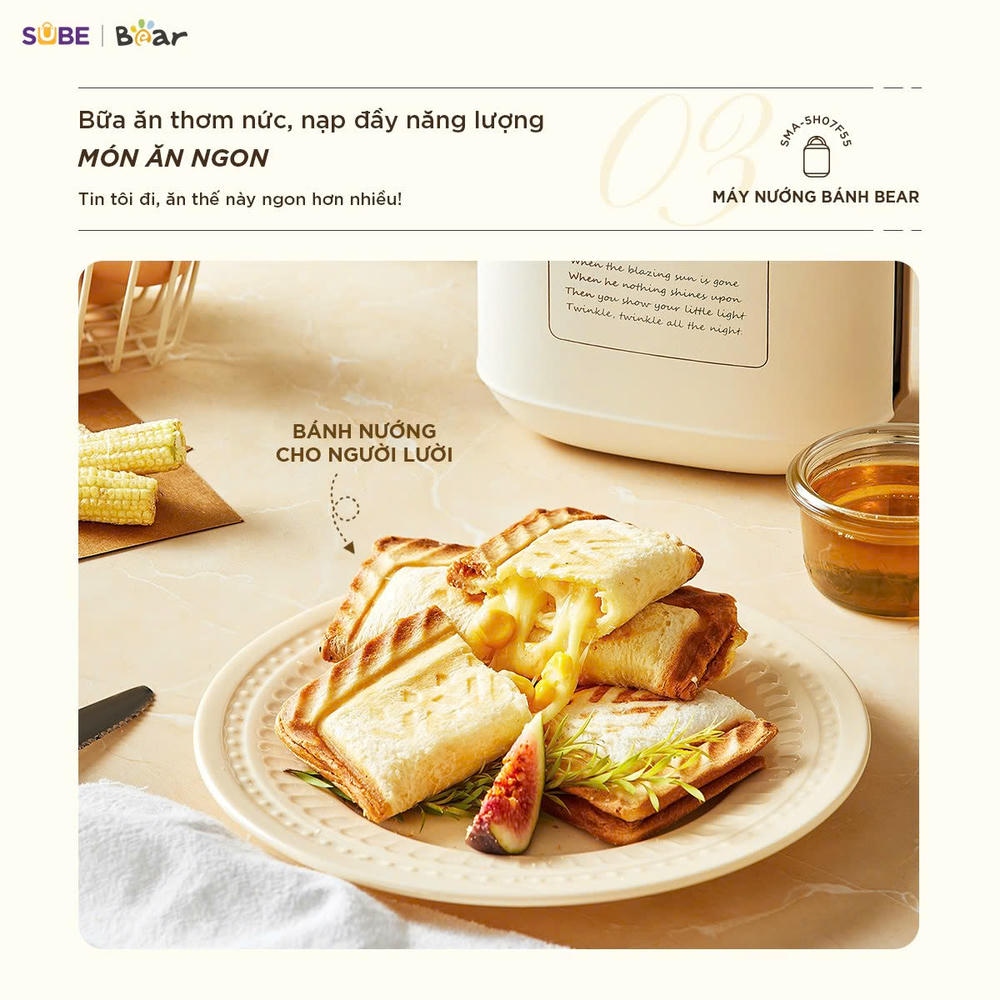 SUBE | Bear
Bữa ăn thơm nức, nạp đầy năng lượng
MÓN ĂN NGON
Tin tôi đi, ăn thế này ngon hơn nhiều!
03
SMA-5H07F55
MÁY NƯỚNG BÁNH BEAR
When the blazing sun is gone
When he nothing shines upon
Then you show your little light
Twinkle, twinkle all the night.
BÁNH NƯỚNG
CHO NGƯỜI LƯỜI